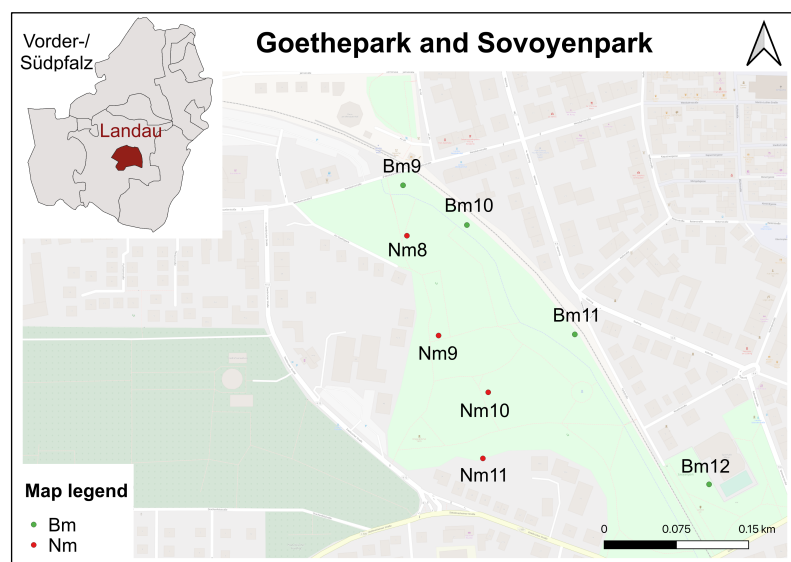 Vorder-/
Südpfalz
Landau
Goethepark and Sovoyenpark
Bm9
Bm10
Nm8
Bm11
Nm9
Nm10
Nm11
Bm12
Map legend
Bm
Nm
0 0.075 0.15 km